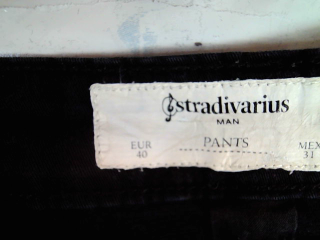 stradivarius
MAN
EUR PANTS MEX
40 31